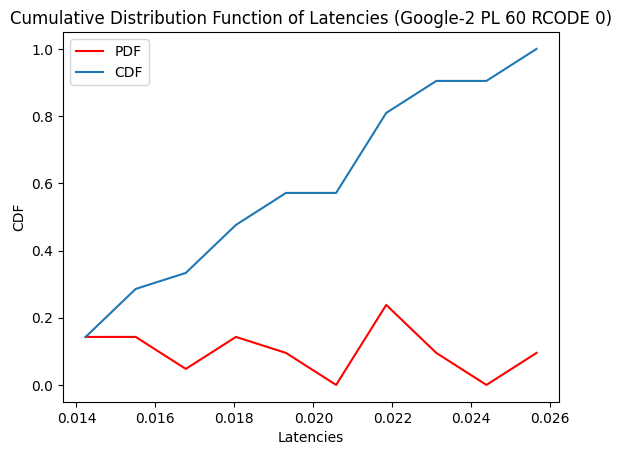 Cumulative Distribution Function of Latencies (Google-2 PL 60 RCODE 0)
PDF
CDF
CDF
1.0
0.8
0.6
0.4
0.2
0.0
0.014 0.016 0.018 0.020 0.022 0.024 0.026
Latencies